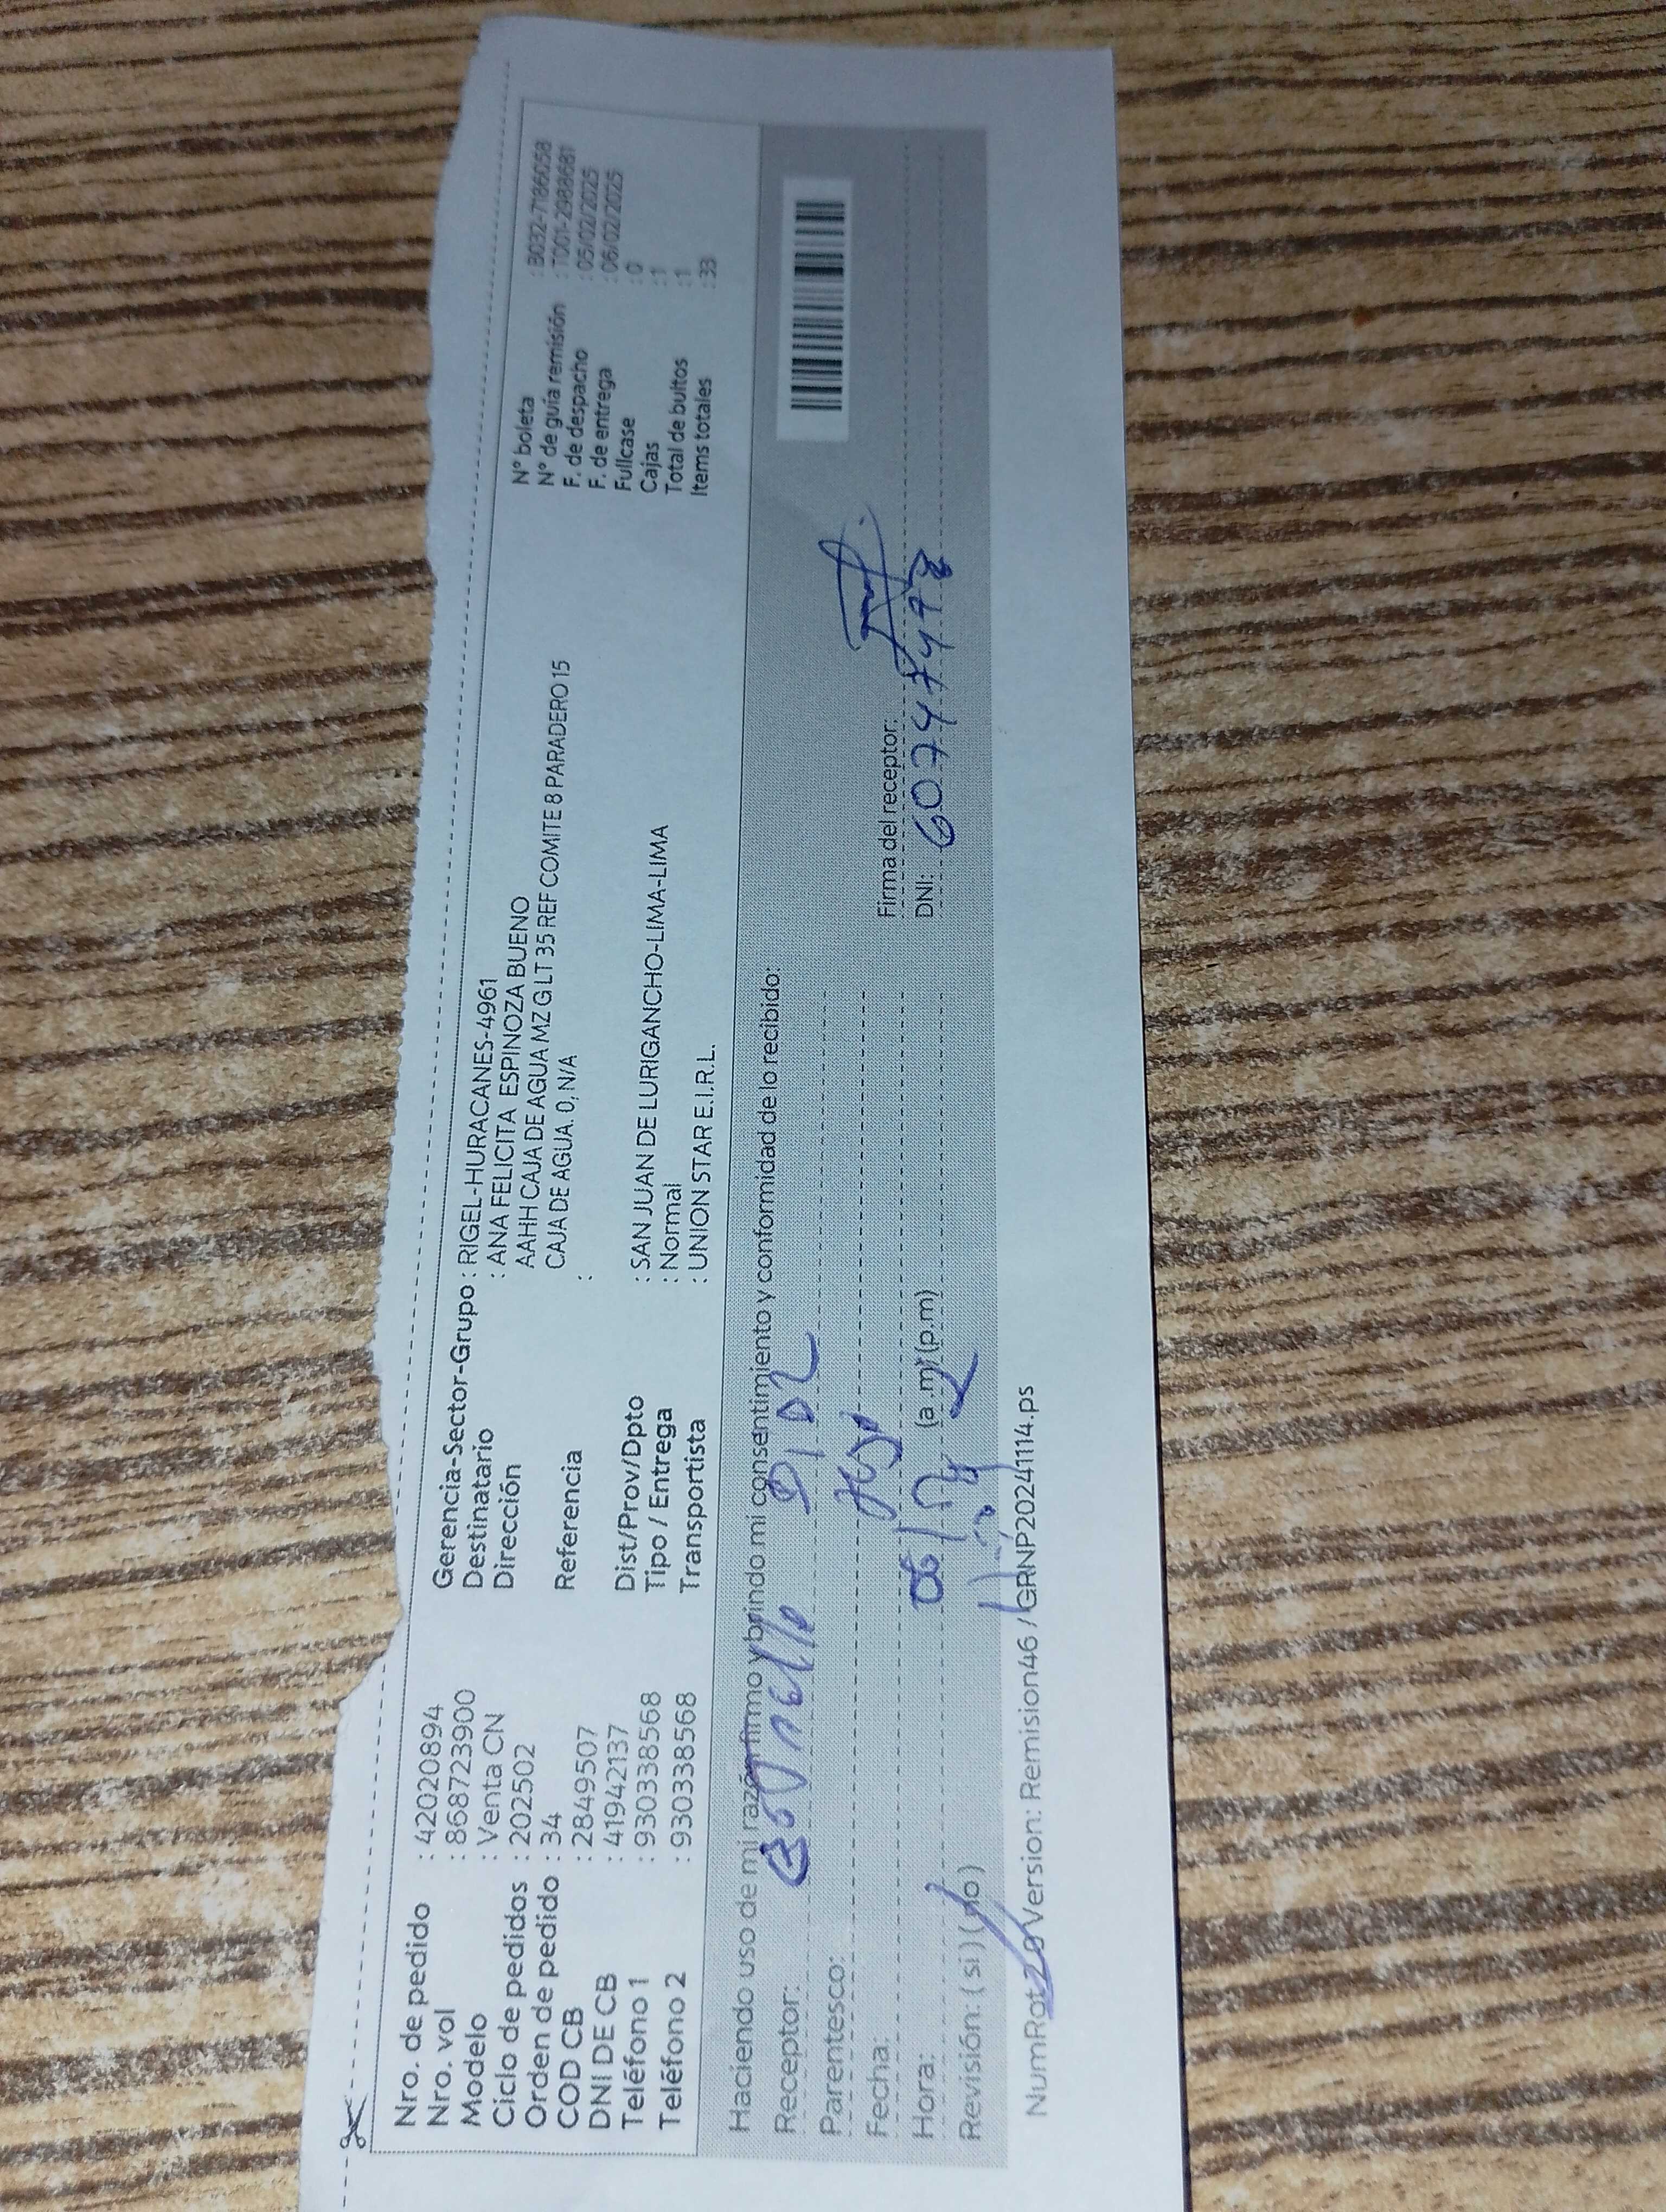 Nro. de pedido : 42020894
Nro. vol : 868723900
Modelo : Venta CN
Ciclo de pedidos : 202502
Orden de pedido : 34
COD CB : 2849507
DNI DE CB : 41942137
Teléfono 1 : 930338568
Teléfono 2 : 930338568
Gerencia-Sector-Grupo : RIGEL-HURACANES-4961
Destinatario : ANA FELICITA ESPINOZA BUENO
Dirección AAHH CAJA DE AGUA MZ G LT 35 REF COMITE 8 PARADERO 15
CAJA DE AGUA. 0, N/A
Referencia :
Dist/Prov/Dpto : SAN JUAN DE LURIGANCHO-LIMA-LIMA
Tipo / Entrega : Normal
Transportista : UNION STAR E.I.R.L.
N° boleta : B032-7186058
N° de guía remisión : T001-2988681
F. de despacho : 05/02/2025
F. de entrega : 06/02/2025
Fullcase : 0
Cajas : 1
Total de bultos : 1
Items totales : 33
Haciendo uso de mi razón firmo y brindo mi consentimiento y conformidad de lo recibido:
Receptor:
Parentesco:
Fecha: 06
Hora: (a.m) (p.m)
Revisión: ( si ) ( no )
Firma del receptor:
DNI:
Version: Remision46 / GRNP20241114.ps